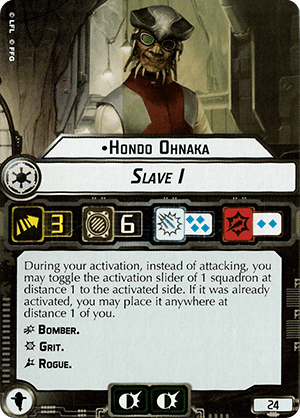 © LFL © FFG
•Hondo Ohnaka
Slave I
3
6
During your activation, instead of attacking, you
may toggle the activation slider of 1 squadron at
distance 1 to the activated side. If it was already
activated, you may place it anywhere at
distance 1 of you.
Bomber.
Grit.
Rogue.
24